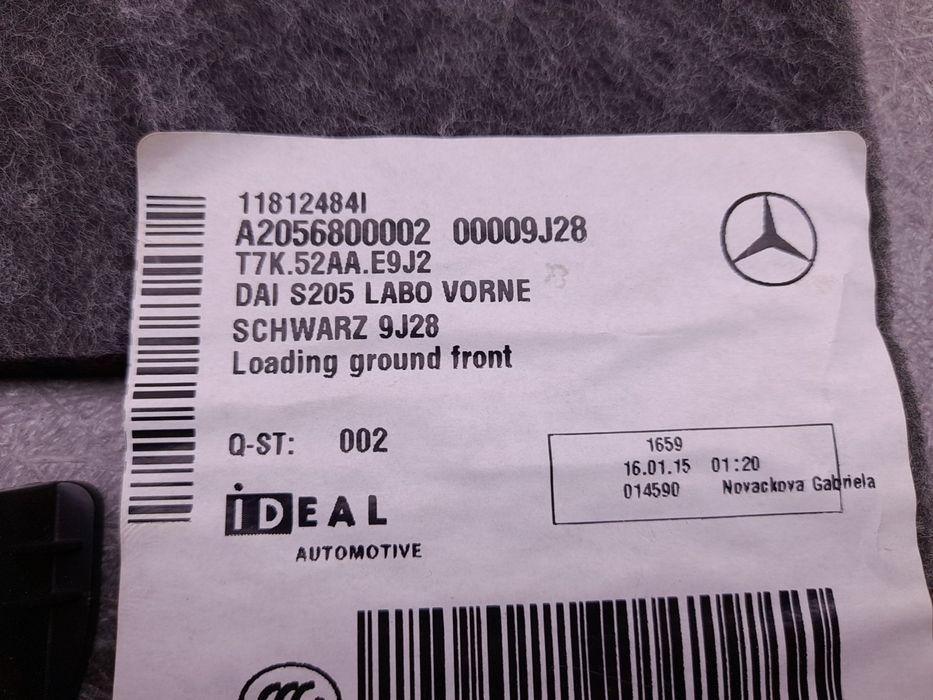 11812484I
A2056800002 00009J28
T7K.52AA.E9J2
DAI S205 LABO VORNE
SCHWARZ 9J28
Loading ground front
Q-ST: 002
1659
16.01.15 01:20
014590 Novackova Gabriela
iDEAL
AUTOMOTIVE